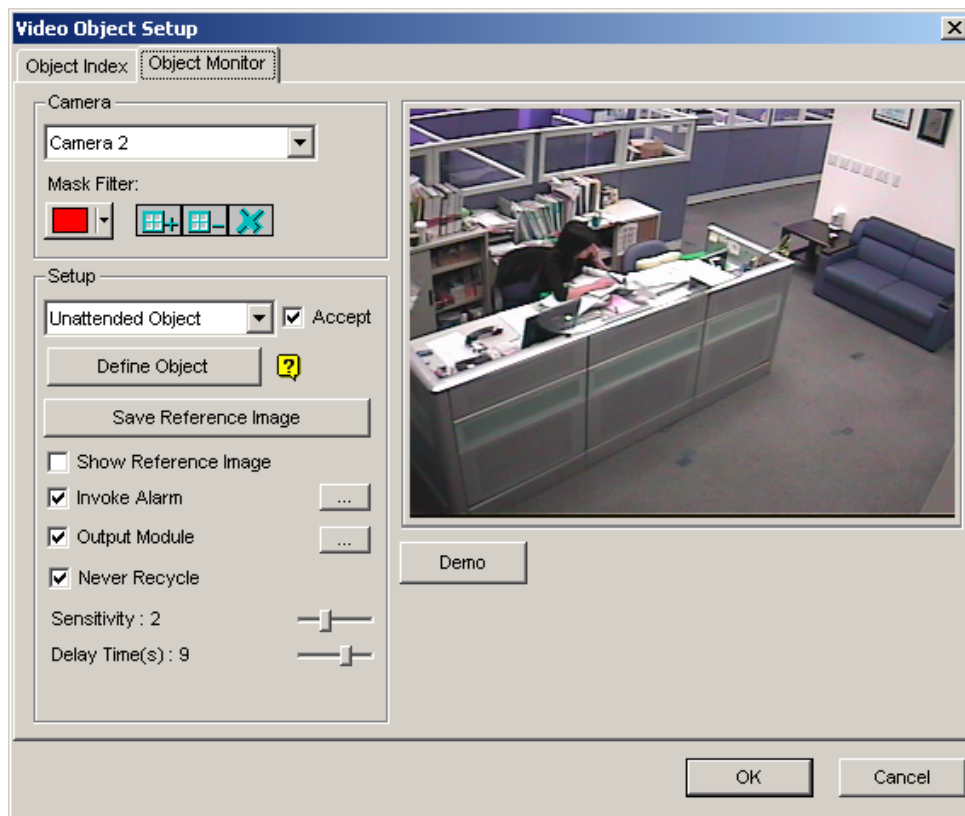 Video Object Setup
Object Index
Object Monitor
Camera
Camera 2
Mask Filter:
Setup
Unattended Object
Accept
Define Object
?
Save Reference Image
Show Reference Image
Invoke Alarm
...
Output Module
...
Never Recycle
Sensitivity : 2
Delay Time(s) : 9
Demo
OK
Cancel